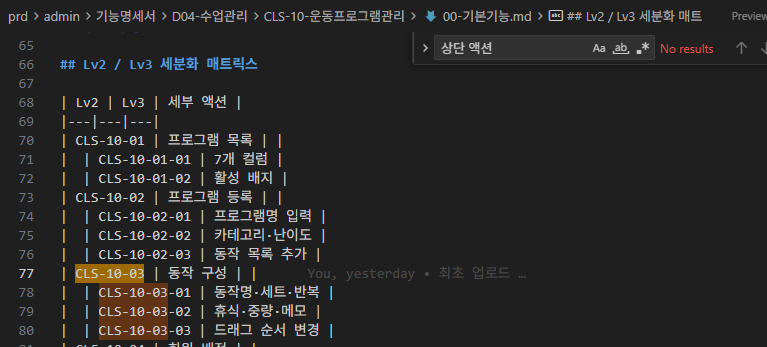 prd > admin > 기능명세서 > D04-수업관리 > CLS-10-운동프로그램관리 > 00-기본기능.md > ## Lv2 / Lv3 세분화 매트
Preview
상단 액션 Aa ab .* No results
65
66 ## Lv2 / Lv3 세분화 매트릭스
67
68 | Lv2 | Lv3 | 세부 액션 |
69 |---|---|---|
70 | CLS-10-01 | 프로그램 목록 | |
71 | | CLS-10-01-01 | 7개 컬럼 |
72 | | CLS-10-01-02 | 활성 배지 |
73 | CLS-10-02 | 프로그램 등록 | |
74 | | CLS-10-02-01 | 프로그램명 입력 |
75 | | CLS-10-02-02 | 카테고리·난이도 |
76 | | CLS-10-02-03 | 동작 목록 추가 |
77 | CLS-10-03 | 동작 구성 | | You, yesterday • 최초 업로드 …
78 | | CLS-10-03-01 | 동작명·세트·반복 |
79 | | CLS-10-03-02 | 휴식·중량·메모 |
80 | | CLS-10-03-03 | 드래그 순서 변경 |